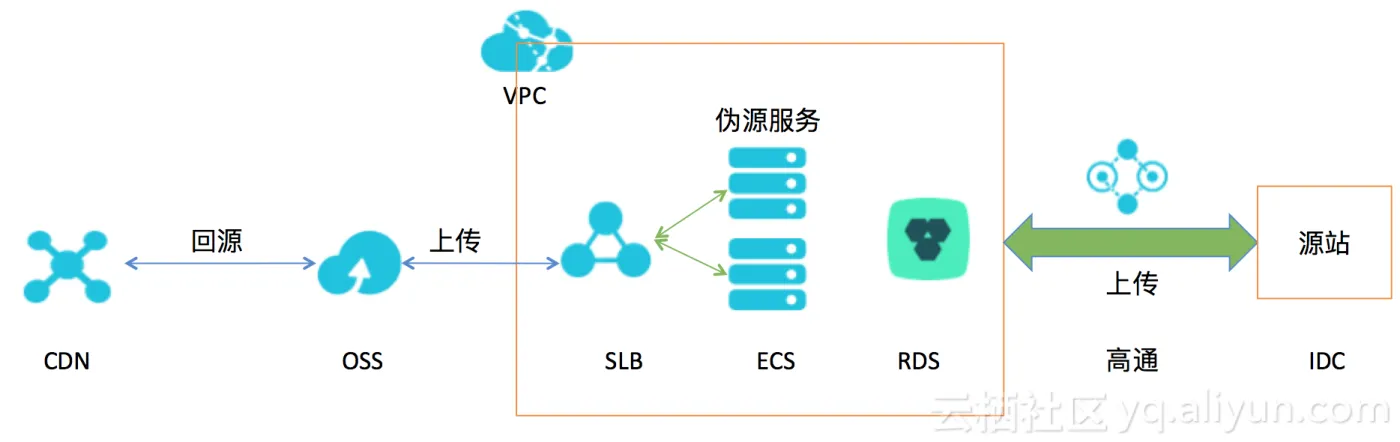 VPC
伪源服务
回源
上传
源站
上传
CDN
OSS
SLB
ECS
RDS
高通
IDC
云栖社区 yq.aliyun.com